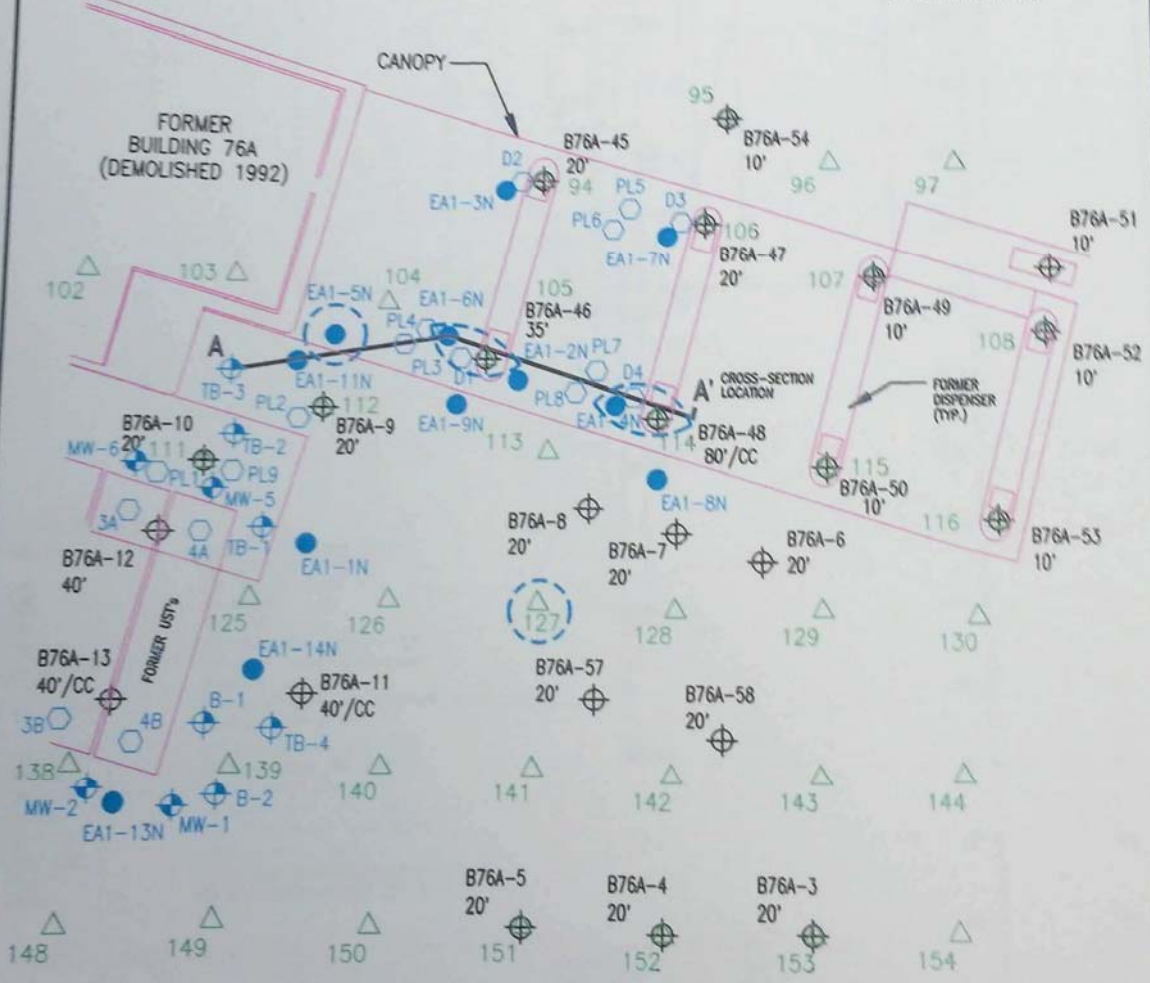 CANOPY
95
FORMER
BUILDING 76A
(DEMOLISHED 1992)
B76A-45
20'
B76A-54
10'
D2
94
96
97
EA1-3N
PL5
D3
PL6
106
B76A-51
10'
EA1-7N
B76A-47
20'
102
103
104
107
EA1-5N
EA1-6N
105
B76A-49
10'
B76A-46
35'
PL4
108
B76A-52
10'
A
EA1-2N
PL7
PL3
D1
D4
A'
CROSS-SECTION
LOCATION
FORMER
DISPENSER
(TYP.)
TB-3
EA1-11N
PL8
PL2
112
EA1-4N
B76A-10
20'
B76A-9
20'
EA1-9N
114
B76A-48
80'/CC
MW-6
111
TB-2
113
115
PL1
PL9
B76A-50
10'
MW-5
EA1-8N
3A
4A
B76A-8
20'
116
TB-1
B76A-7
20'
B76A-6
20'
B76A-53
10'
B76A-12
40'
EA1-1N
FORMER UST's
125
126
127
128
129
130
B76A-13
40'/CC
EA1-14N
B76A-57
20'
B76A-11
40'/CC
B76A-58
20'
B-1
3B
4B
TB-4
138
139
140
141
142
143
144
MW-2
B-2
EA1-13N
MW-1
B76A-5
20'
B76A-4
20'
B76A-3
20'
148
149
150
151
152
153
154